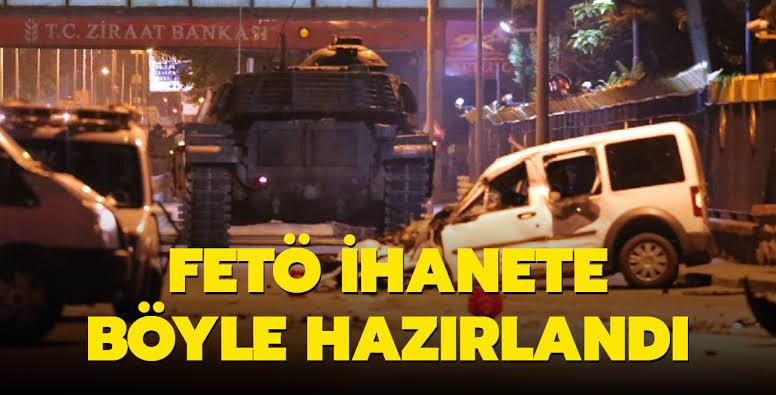 T.C. ZİRAAT BANKASI
FETÖ İHANETE
BÖYLE HAZIRLANDI